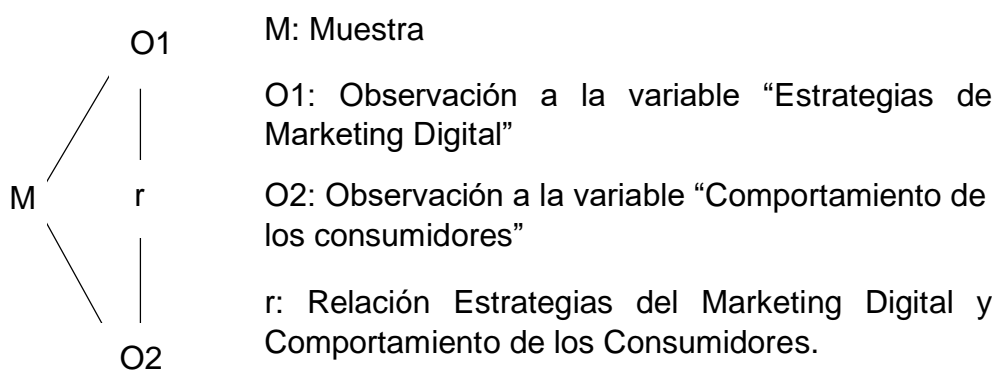 O1
M
r
O2
M: Muestra
O1: Observación a la variable “Estrategias de
Marketing Digital”
O2: Observación a la variable “Comportamiento de
los consumidores”
r: Relación Estrategias del Marketing Digital y
Comportamiento de los Consumidores.